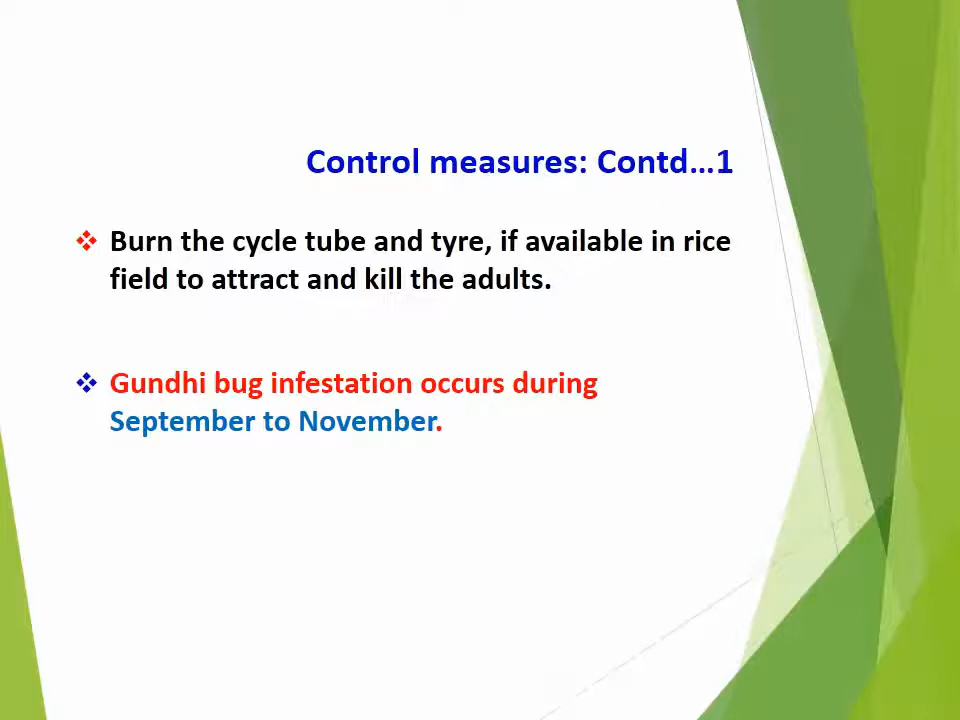 Control measures: Contd...1
Burn the cycle tube and tyre, if available in rice
field to attract and kill the adults.
Gundhi bug infestation occurs during
September to November.